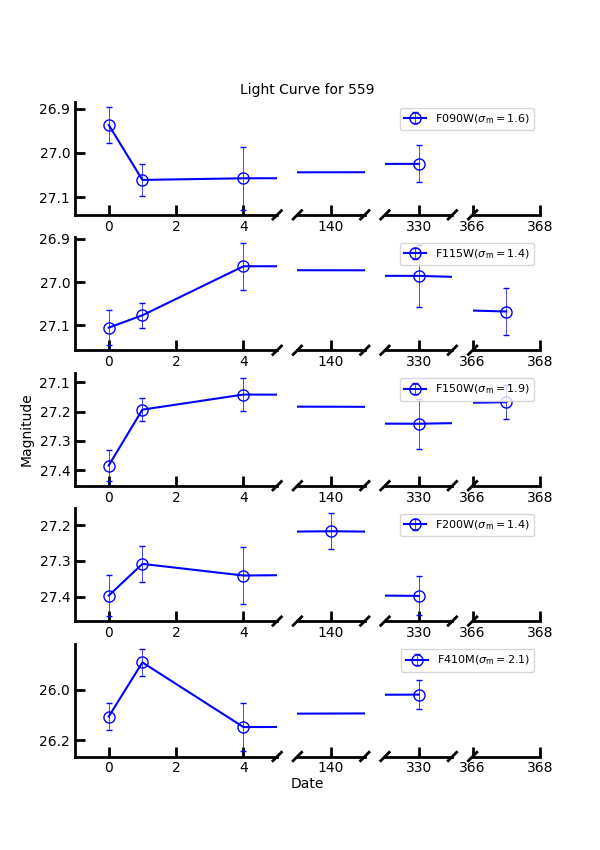 Light Curve for 559
26.9
27.0
27.1
F090W(σm = 1.6)
0 2 4 140 330 366 368
26.9
27.0
27.1
F115W(σm = 1.4)
0 2 4 140 330 366 368
27.1
27.2
27.3
27.4
F150W(σm = 1.9)
0 2 4 140 330 366 368
Magnitude
27.2
27.3
27.4
F200W(σm = 1.4)
0 2 4 140 330 366 368
26.0
26.2
F410M(σm = 2.1)
0 2 4 140 330 366 368
Date